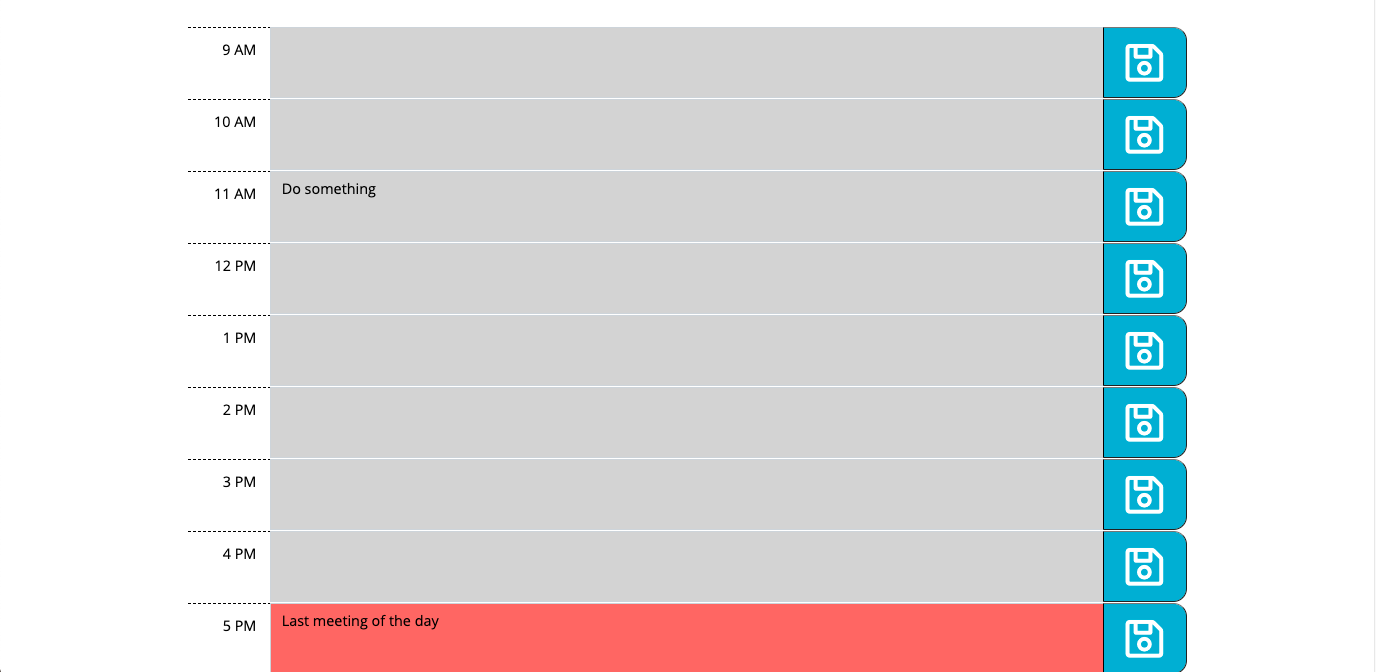 9 AM
10 AM
11 AM Do something
12 PM
1 PM
2 PM
3 PM
4 PM
5 PM Last meeting of the day